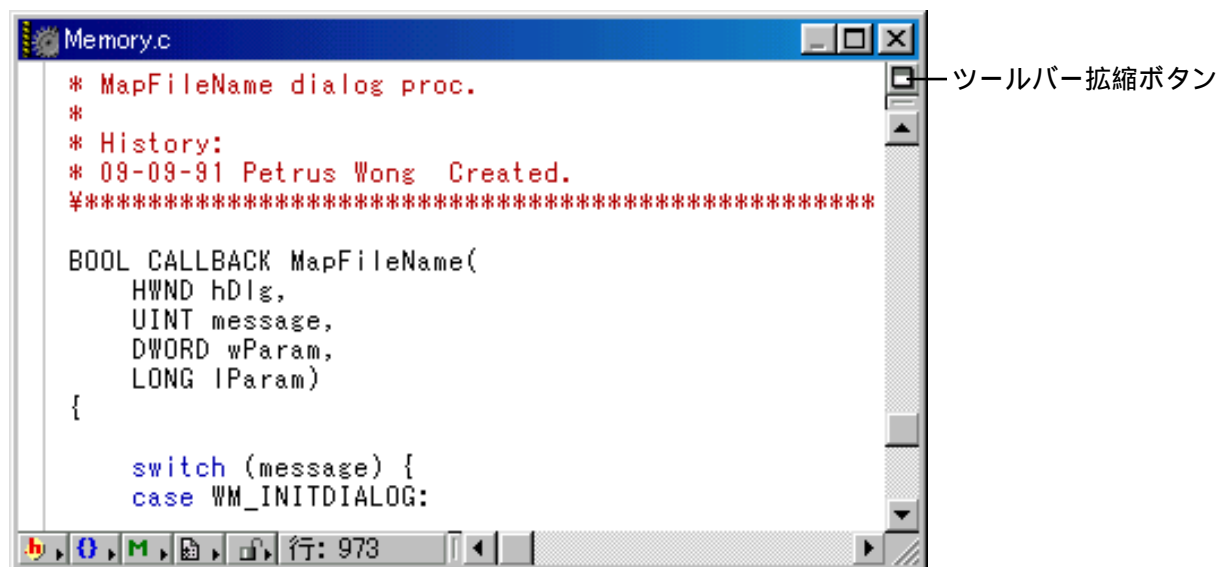 Memory.c
* MapFileName dialog proc.
*
* History:
* 09-09-91 Petrus Wong  Created.
¥**************************************************
BOOL CALLBACK MapFileName(
    HWND hDlg,
    UINT message,
    DWORD wParam,
    LONG lParam)
{
    switch (message) {
    case WM_INITDIALOG:
行: 973
ツールバー拡縮ボタン